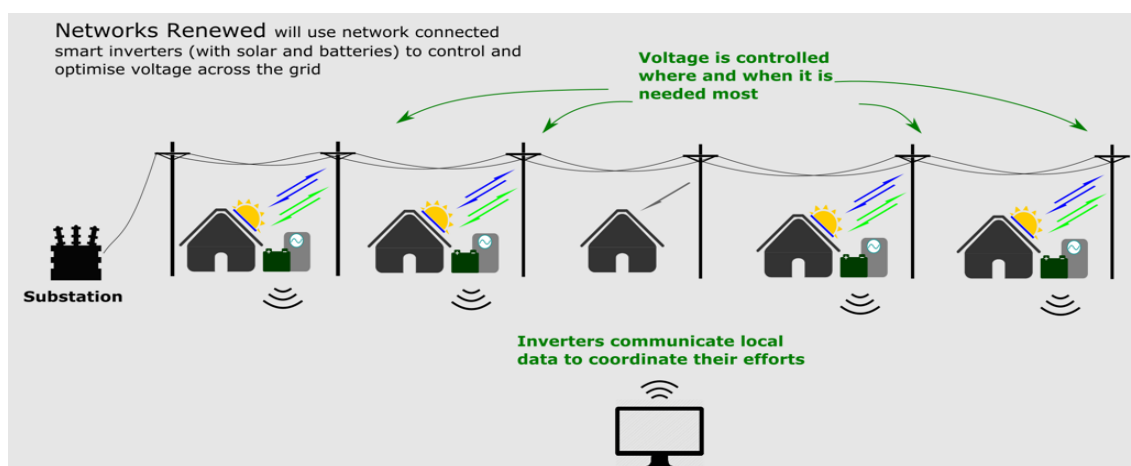 Networks Renewed will use network connected
smart inverters (with solar and batteries) to control and
optimise voltage across the grid
Voltage is controlled
where and when it is
needed most
Substation
Inverters communicate local
data to coordinate their efforts